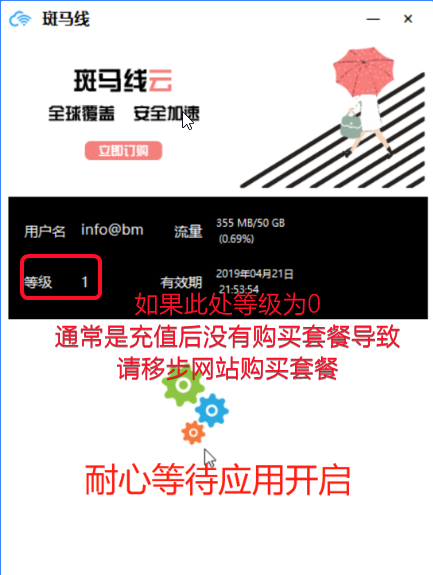 斑马线
斑马线云
全球覆盖 安全加速
立即订购
用户名 info@bm 流量 355 MB/50 GB
(0.69%)
等级 1 有效期 2019年04月21日
21:53:54
如果此处等级为0
通常是充值后没有购买套餐导致
请移步网站购买套餐
耐心等待应用开启